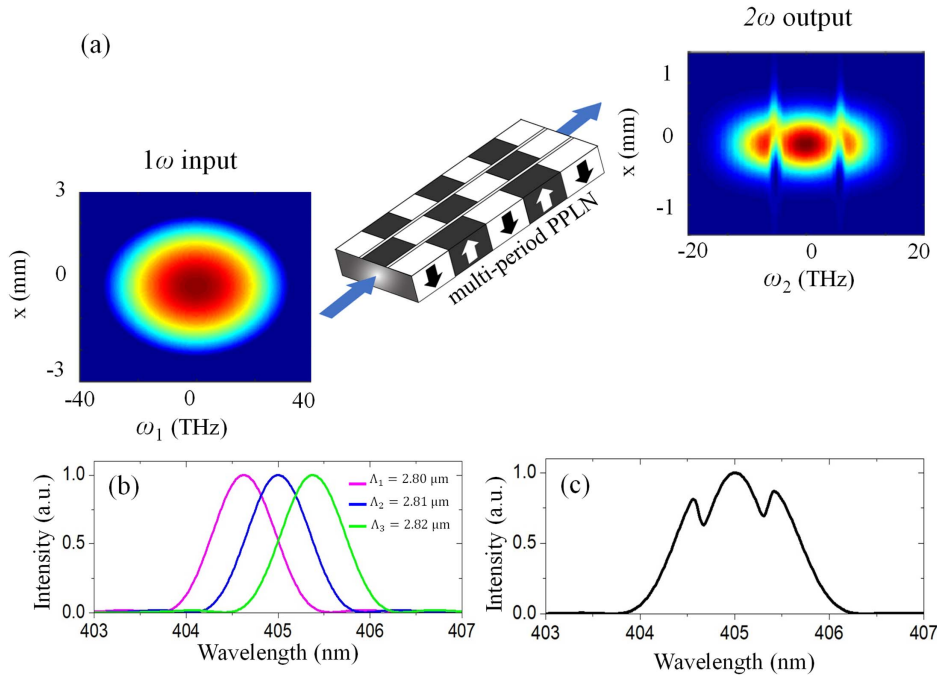 (a)
1ω input
x (mm)
3
0
-3
-40
0
40
ω₁ (THz)
multi-period PPLN
2ω output
x (mm)
1
0
-1
-20
0
20
ω₂ (THz)
(b)
Intensity (a.u.)
1.0
0.5
0.0
403 404 405 406 407
Wavelength (nm)
Λ₁ = 2.80 μm
Λ₂ = 2.81 μm
Λ₃ = 2.82 μm
(c)
Intensity (a.u.)
1.0
0.5
0.0
403 404 405 406 407
Wavelength (nm)